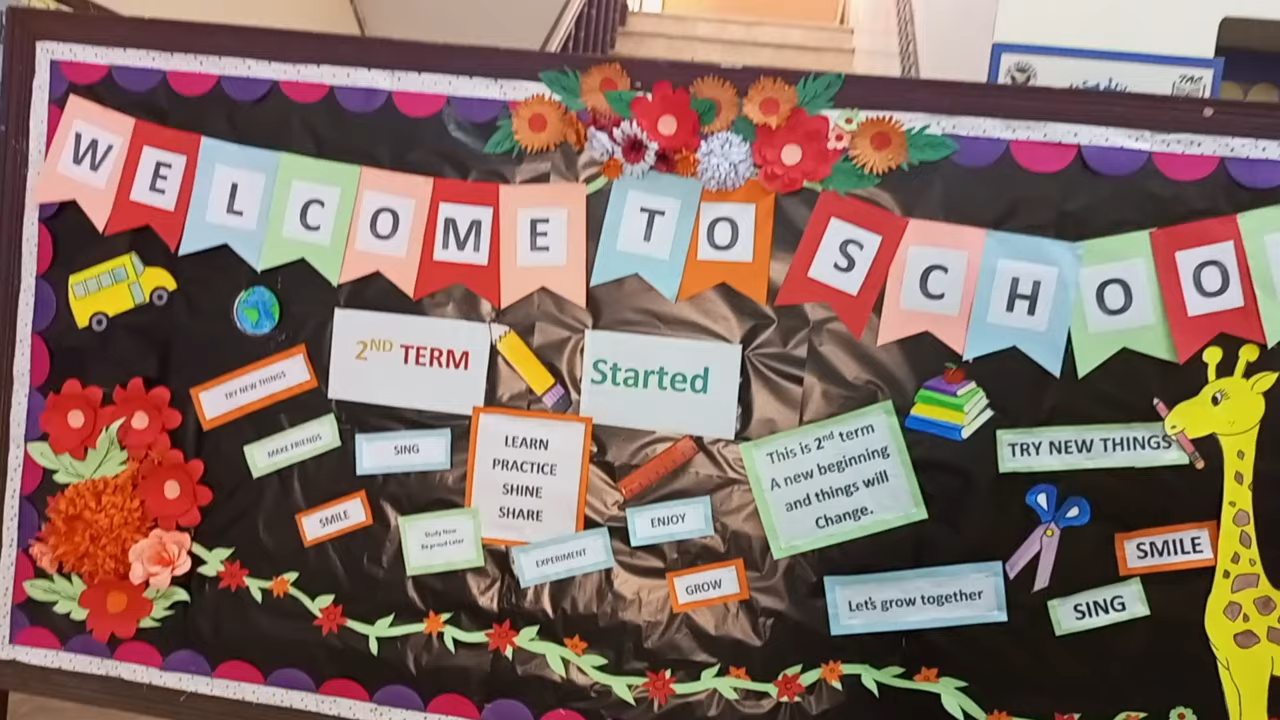 WELCOME TO SCHOO
2ND TERM
Started
TRY NEW THINGS
MAKE FRIENDS
SING
LEARN
PRACTICE
SHINE
SHARE
SMILE
Study Now
Be proud Later
EXPERIMENT
ENJOY
GROW
This is 2nd term
A new beginning
and things will
Change.
Let's grow together
TRY NEW THINGS
SMILE
SING